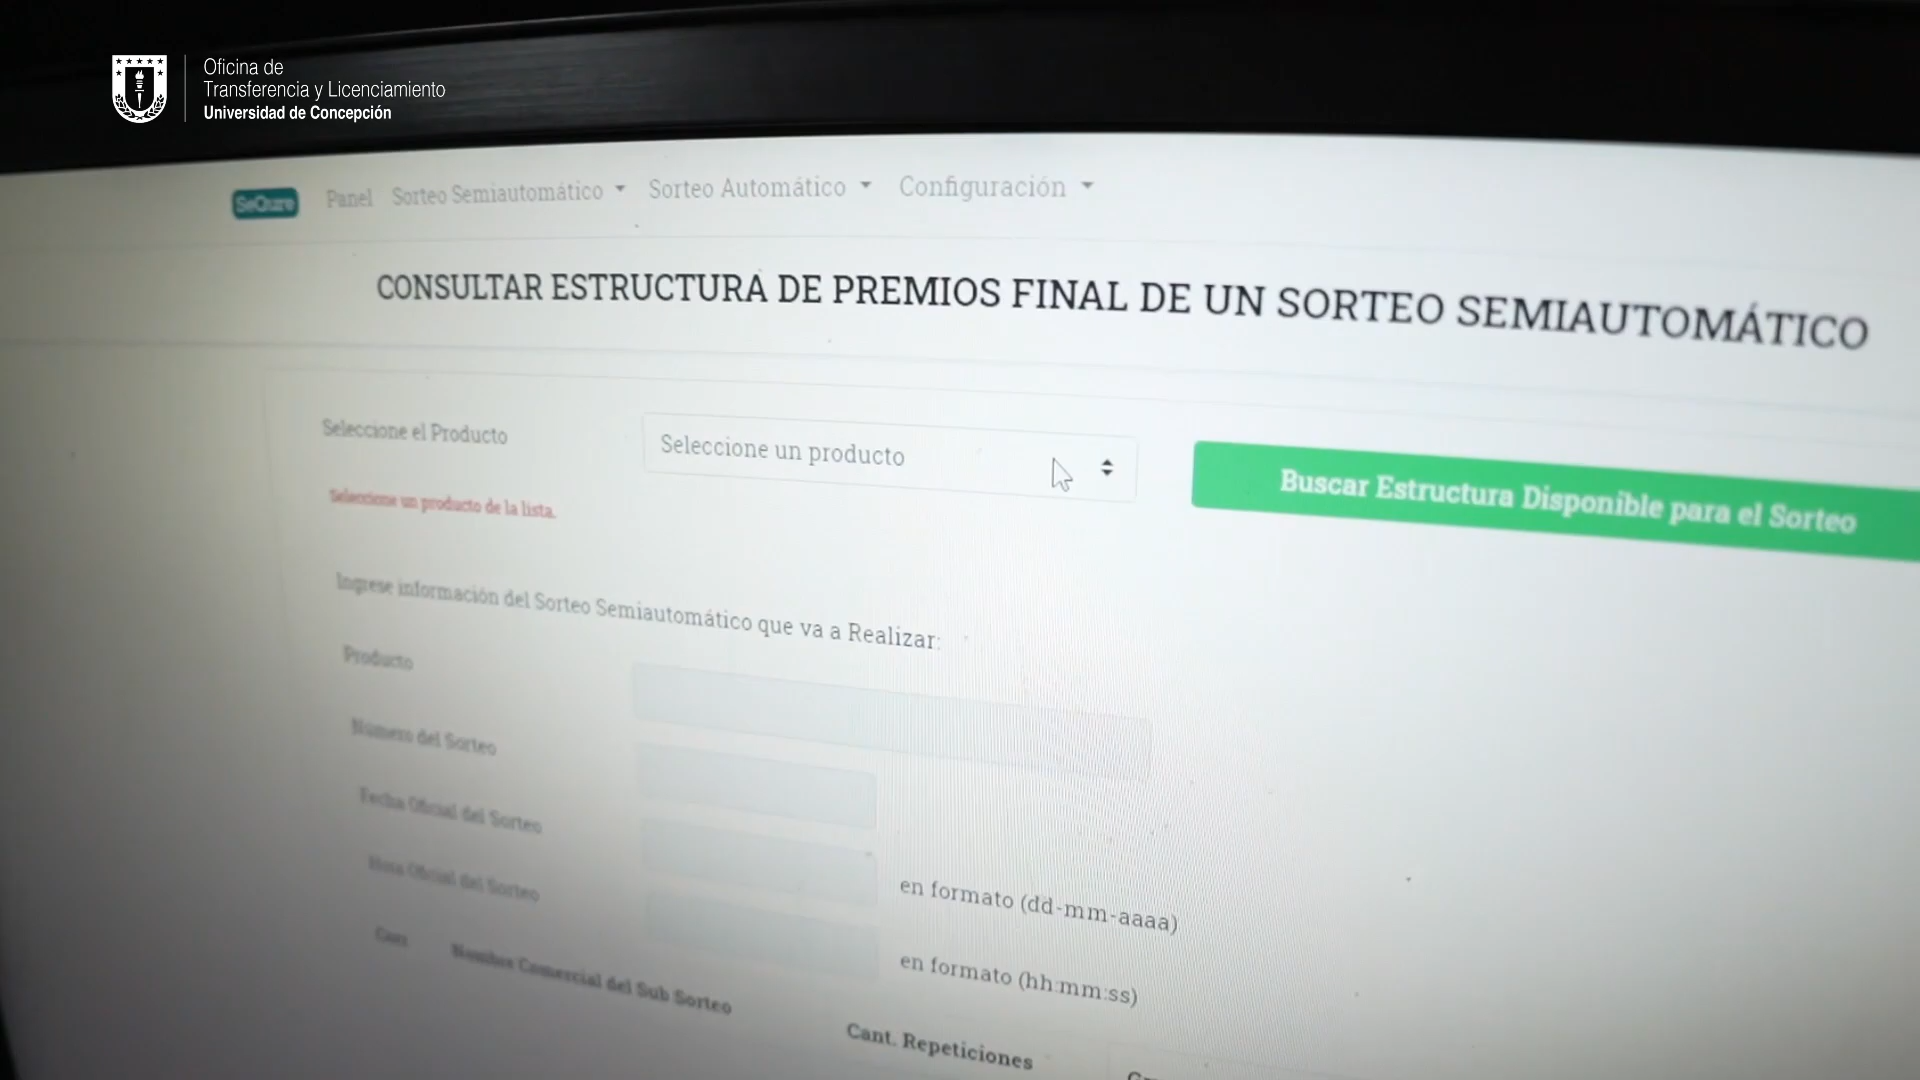 Oficina de
Transferencia y Licenciamiento
Universidad de Concepción
SeQure Panel Sorteo Semiautomático Sorteo Automático Configuración
CONSULTAR ESTRUCTURA DE PREMIOS FINAL DE UN SORTEO SEMIAUTOMÁTICO
Seleccione el Producto Seleccione un producto Buscar Estructura Disponible para el Sorteo
Seleccione un producto de la lista.
Ingrese información del Sorteo Semiautomático que va a Realizar:
Producto
Número del Sorteo
Fecha Oficial del Sorteo en formato (dd-mm-aaaa)
Hora Oficial del Sorteo en formato (hh:mm:ss)
Nombre Comercial del Sub Sorteo Cant. Repeticiones